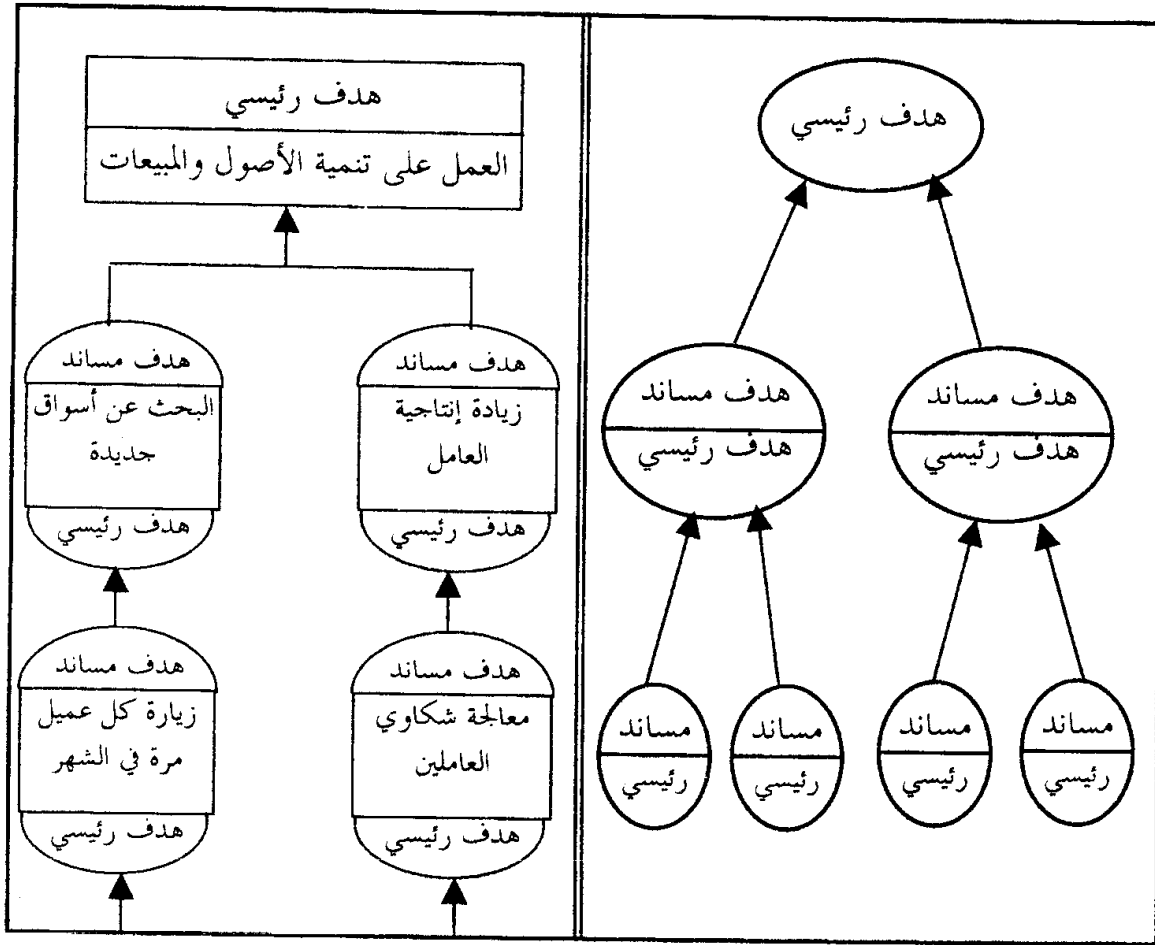 هدف رئيسي
هدف مساند
هدف رئيسي
هدف مساند
هدف رئيسي
مساند
رئيسي
مساند
رئيسي
مساند
رئيسي
مساند
رئيسي
هدف رئيسي
العمل على تنمية الأصول والمبيعات
هدف مساند
زيادة إنتاجية
العامل
هدف رئيسي
هدف مساند
البحث عن أسواق
جديدة
هدف رئيسي
هدف مساند
معالجة شكاوي
العاملين
هدف رئيسي
هدف مساند
زيارة كل عميل
مرة في الشهر
هدف رئيسي